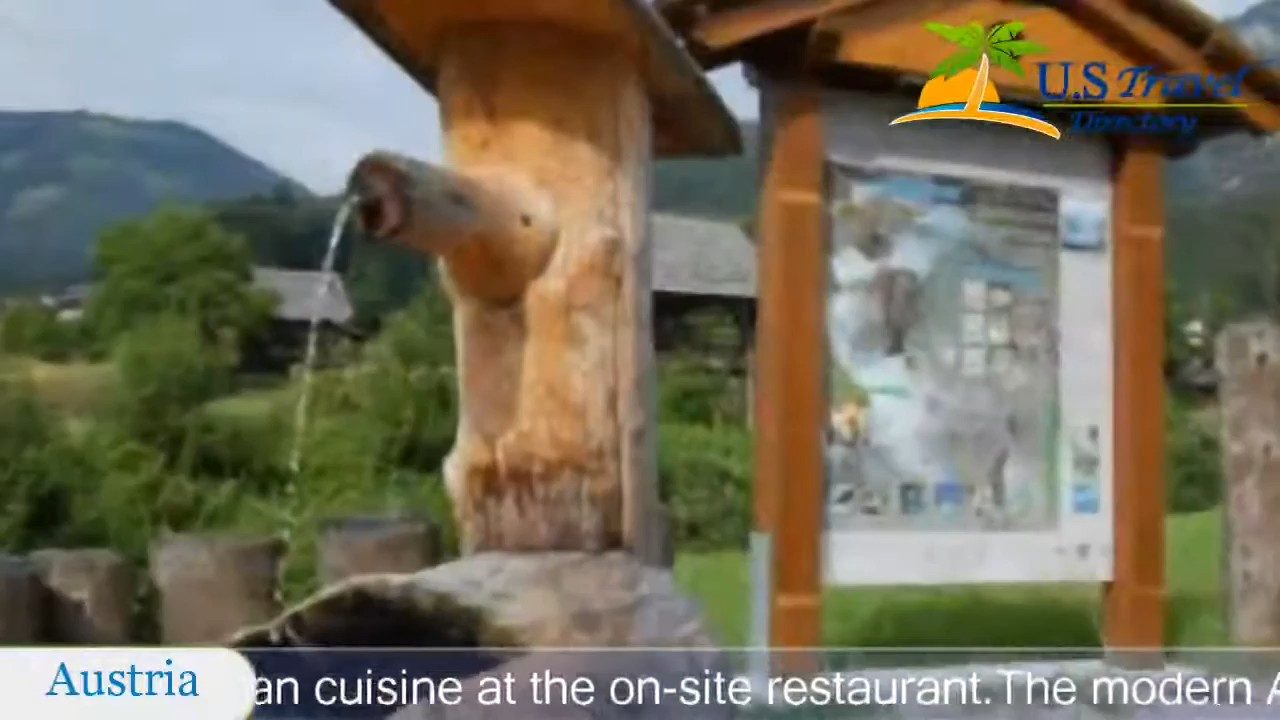 U.S Travel
Directory
Austria
an cuisine at the on-site restaurant. The modern A